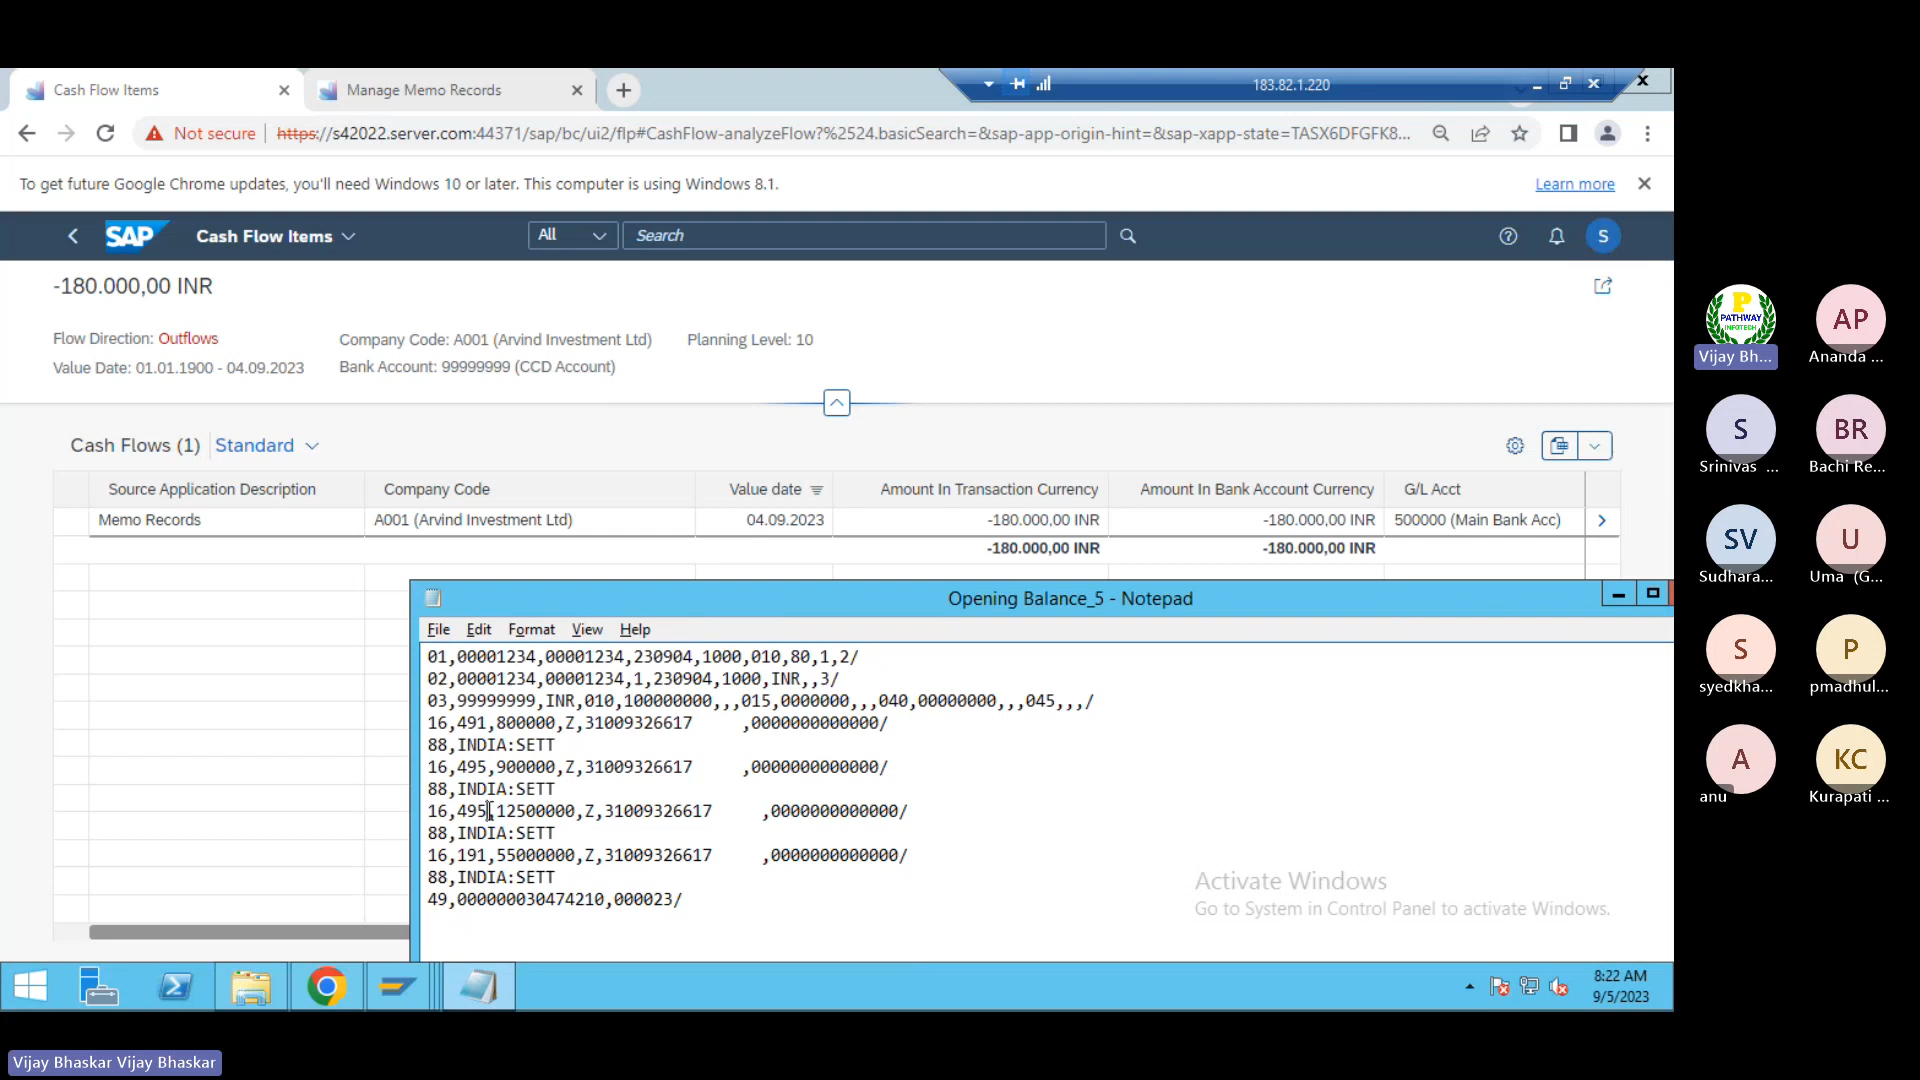 Cash Flow Items
Manage Memo Records
183.82.1.220
Not secure
https://s42022.server.com:44371/sap/bc/ui2/flp#CashFlow-analyzeFlow?%2524.basicSearch=&sap-app-origin-hint=&sap-xapp-state=TASX6DFGFK8...
To get future Google Chrome updates, you'll need Windows 10 or later. This computer is using Windows 8.1.
Learn more
SAP
Cash Flow Items
All
Search
S
-180.000,00 INR
Flow Direction: Outflows
Company Code: A001 (Arvind Investment Ltd)
Planning Level: 10
Value Date: 01.01.1900 - 04.09.2023
Bank Account: 99999999 (CCD Account)
Cash Flows (1)
Standard
Source Application Description
Company Code
Value date
Amount In Transaction Currency
Amount In Bank Account Currency
G/L Acct
Memo Records
A001 (Arvind Investment Ltd)
04.09.2023
-180.000,00 INR
-180.000,00 INR
500000 (Main Bank Acc)
-180.000,00 INR
-180.000,00 INR
Opening Balance_5 - Notepad
File Edit Format View Help
01,00001234,00001234,230904,1000,010,80,1,2/
02,00001234,00001234,1,230904,1000,INR,,3/
03,99999999,INR,010,100000000,,,015,0000000,,,040,00000000,,,045,,,/
16,491,800000,Z,31009326617     ,0000000000000/
88,INDIA:SETT
16,495,900000,Z,31009326617     ,0000000000000/
88,INDIA:SETT
16,495,12500000,Z,31009326617     ,0000000000000/
88,INDIA:SETT
16,191,55000000,Z,31009326617     ,0000000000000/
88,INDIA:SETT
49,000000030474210,000023/
Activate Windows
Go to System in Control Panel to activate Windows.
8:22 AM
9/5/2023
P
PATHWAY
INFOTECH
Vijay Bh...
AP
Ananda ...
S
Srinivas ...
BR
Bachi Re...
SV
Sudhara...
U
Uma (G...
S
syedkha...
P
pmadhul...
A
anu
KC
Kurapati ...
Vijay Bhaskar Vijay Bhaskar